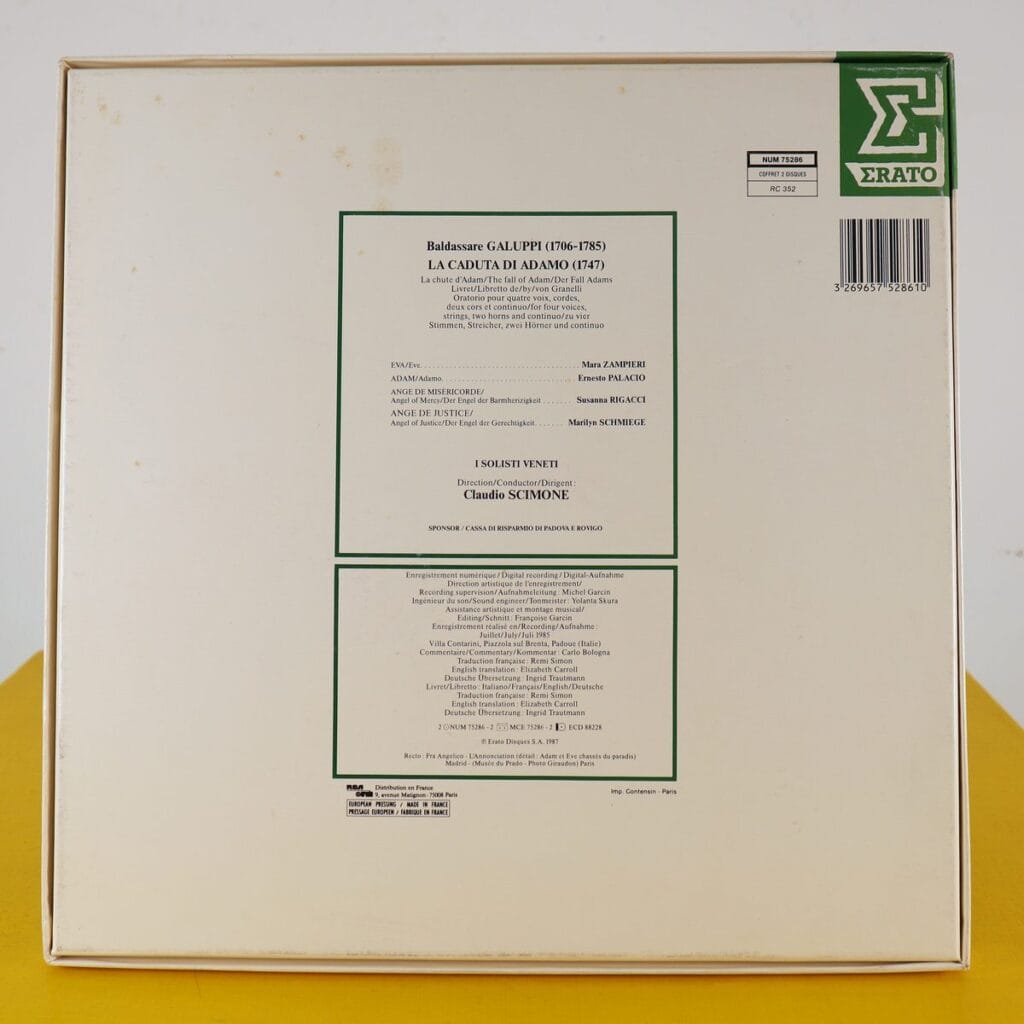 ΣRATO
NUM 75286
COFFRET 2 DISQUES
RC 352
3 269657 528610
Baldassare GALUPPI (1706-1785)
LA CADUTA DI ADAMO (1747)
La chute d'Adam/The fall of Adam/Der Fall Adams
Livret/Libretto de/by/von Granelli
Oratorio pour quatre voix, cordes,
deux cors et continuo/for four voices,
strings, two horns and continuo/zu vier
Stimmen, Streicher, zwei Hörner und continuo
EVA/Eve. . . . . . . . . . . . . . . . . . . . Mara ZAMPIERI
ADAM/Adamo. . . . . . . . . . . . . . . . . . . . Ernesto PALACIO
ANGE DE MISÉRICORDE/
Angel of Mercy/Der Engel der Barmherizigkeit . . . . . . . Susanna RIGACCI
ANGE DE JUSTICE/
Angel of Justice/Der Engel der Gerechtigkeit. . . . . . . Marilyn SCHMIEGE
I SOLISTI VENETI
Direction/Conductor/Dirigent :
Claudio SCIMONE
SPONSOR / CASSA DI RISPARMIO DI PADOVA E ROVIGO
Enregistrement numérique/Digital recording/Digital-Aufnahme
Direction artistique de l'enregistrement/
Recording supervision/Aufnahmeleitung : Michel Garcin
Ingénieur du son/Sound engineer/Tonmeister : Yolanta Skura
Assistance artistique et montage musical/
Editing/Schnitt : Françoise Garcin
Enregistrement réalisé en/Recording/Aufnahme :
Juillet/July/Juli 1985
Villa Contarini, Piazzola sul Brenta, Padoue (Italie)
Commentaire/Commentary/Kommentar : Carlo Bologna
Traduction française : Remi Simon
English translation : Elizabeth Carroll
Deutsche Übersetzung : Ingrid Trautmann
Livret/Libretto : Italiano/Français/English/Deutsche
Traduction française : Remi Simon
English translation : Elizabeth Carroll
Deutsche Übersetzung : Ingrid Trautmann
2 NUM 75286 - 2 MCE 75286 - 2 ECD 88228
℗ Erato Disques S.A. 1987
Recto : Fra Angelico - L'Annonciation (détail : Adam et Eve chassés du paradis)
Madrid - (Musée du Prado - Photo Giraudon) Paris
RCA Distribution en France
9, avenue Matignon - 75008 Paris
Imp. Contensin - Paris
EUROPEAN PRESSING / MADE IN FRANCE
PRESSAGE EUROPEEN / FABRIQUE EN FRANCE